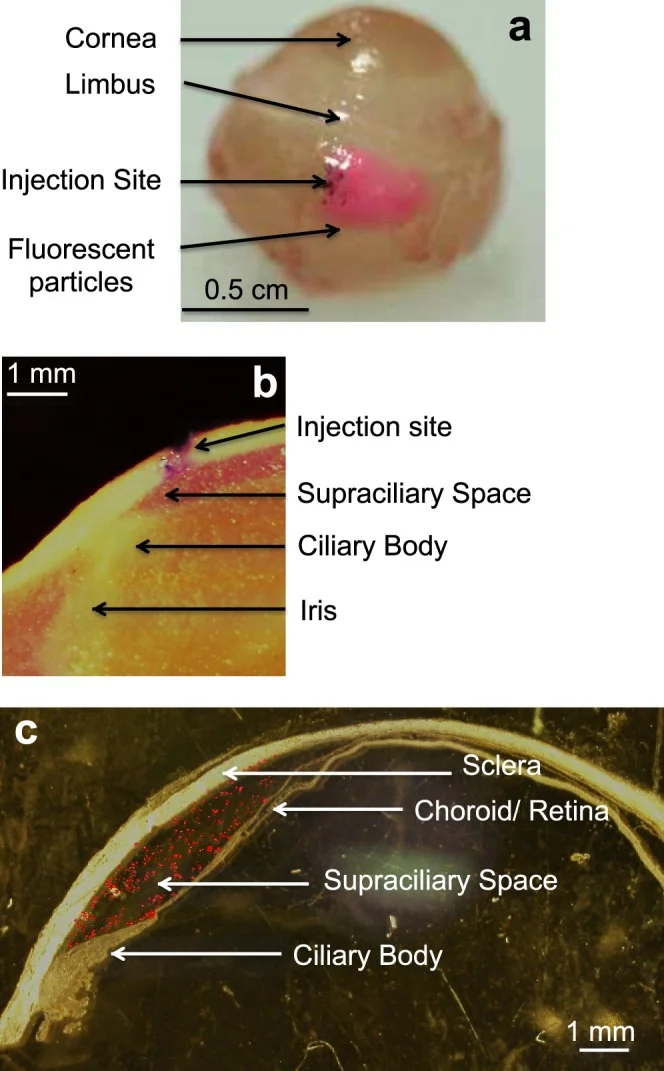 a
Cornea
Limbus
Injection Site
Fluorescent
particles
0.5 cm
b
1 mm
Injection site
Supraciliary Space
Ciliary Body
Iris
c
Sclera
Choroid/ Retina
Supraciliary Space
Ciliary Body
1 mm